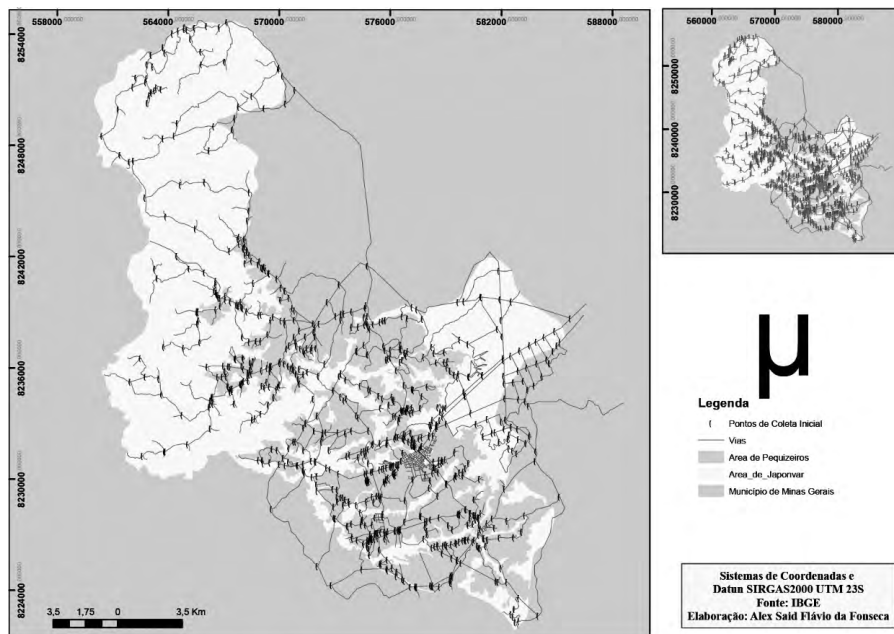 558000 564000 570000 576000 582000 588000
8254000
8248000
8242000
8236000
8230000
8224000
3,5 1,75 0 3,5 Km
560000 570000 580000
8250000
8240000
8230000
µ
Legenda
Pontos de Coleta Inicial
Vias
Area de Pequizeiros
Area_de_Japonvar
Município de Minas Gerais
Sistemas de Coordenadas e
Datun SIRGAS2000 UTM 23S
Fonte: IBGE
Elaboração: Alex Said Flávio da Fonseca